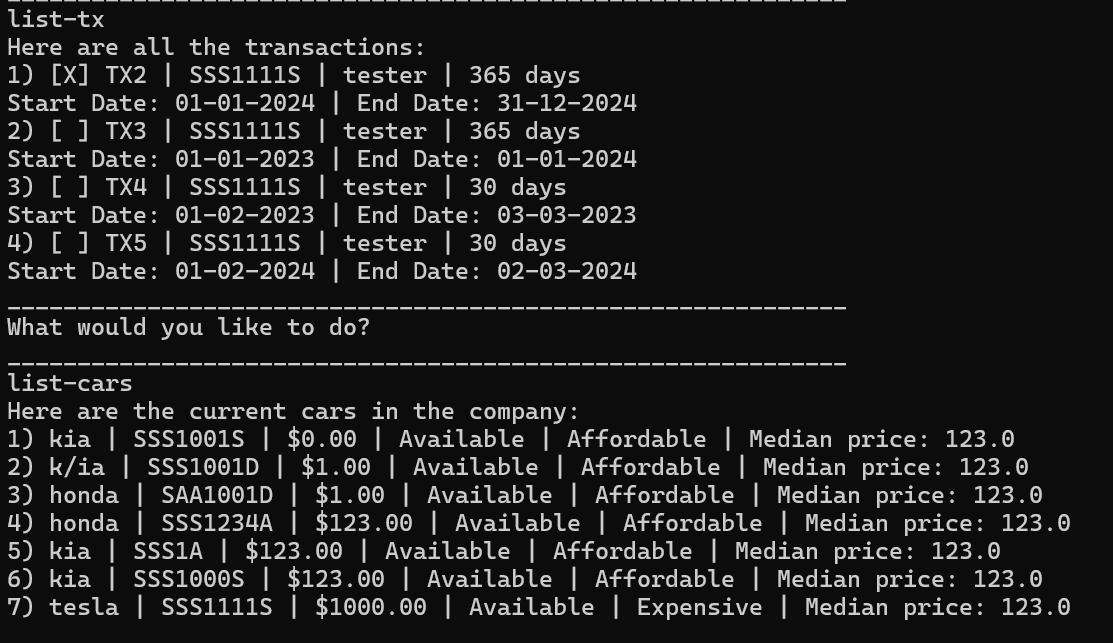 list-tx
Here are all the transactions:
1) [X] TX2 | SSS1111S | tester | 365 days
Start Date: 01-01-2024 | End Date: 31-12-2024
2) [ ] TX3 | SSS1111S | tester | 365 days
Start Date: 01-01-2023 | End Date: 01-01-2024
3) [ ] TX4 | SSS1111S | tester | 30 days
Start Date: 01-02-2023 | End Date: 03-03-2023
4) [ ] TX5 | SSS1111S | tester | 30 days
Start Date: 01-02-2024 | End Date: 02-03-2024
____________________________________________________________
What would you like to do?
____________________________________________________________
list-cars
Here are the current cars in the company:
1) kia | SSS1001S | $0.00 | Available | Affordable | Median price: 123.0
2) k/ia | SSS1001D | $1.00 | Available | Affordable | Median price: 123.0
3) honda | SAA1001D | $1.00 | Available | Affordable | Median price: 123.0
4) honda | SSS1234A | $123.00 | Available | Affordable | Median price: 123.0
5) kia | SSS1A | $123.00 | Available | Affordable | Median price: 123.0
6) kia | SSS1000S | $123.00 | Available | Affordable | Median price: 123.0
7) tesla | SSS1111S | $1000.00 | Available | Expensive | Median price: 123.0